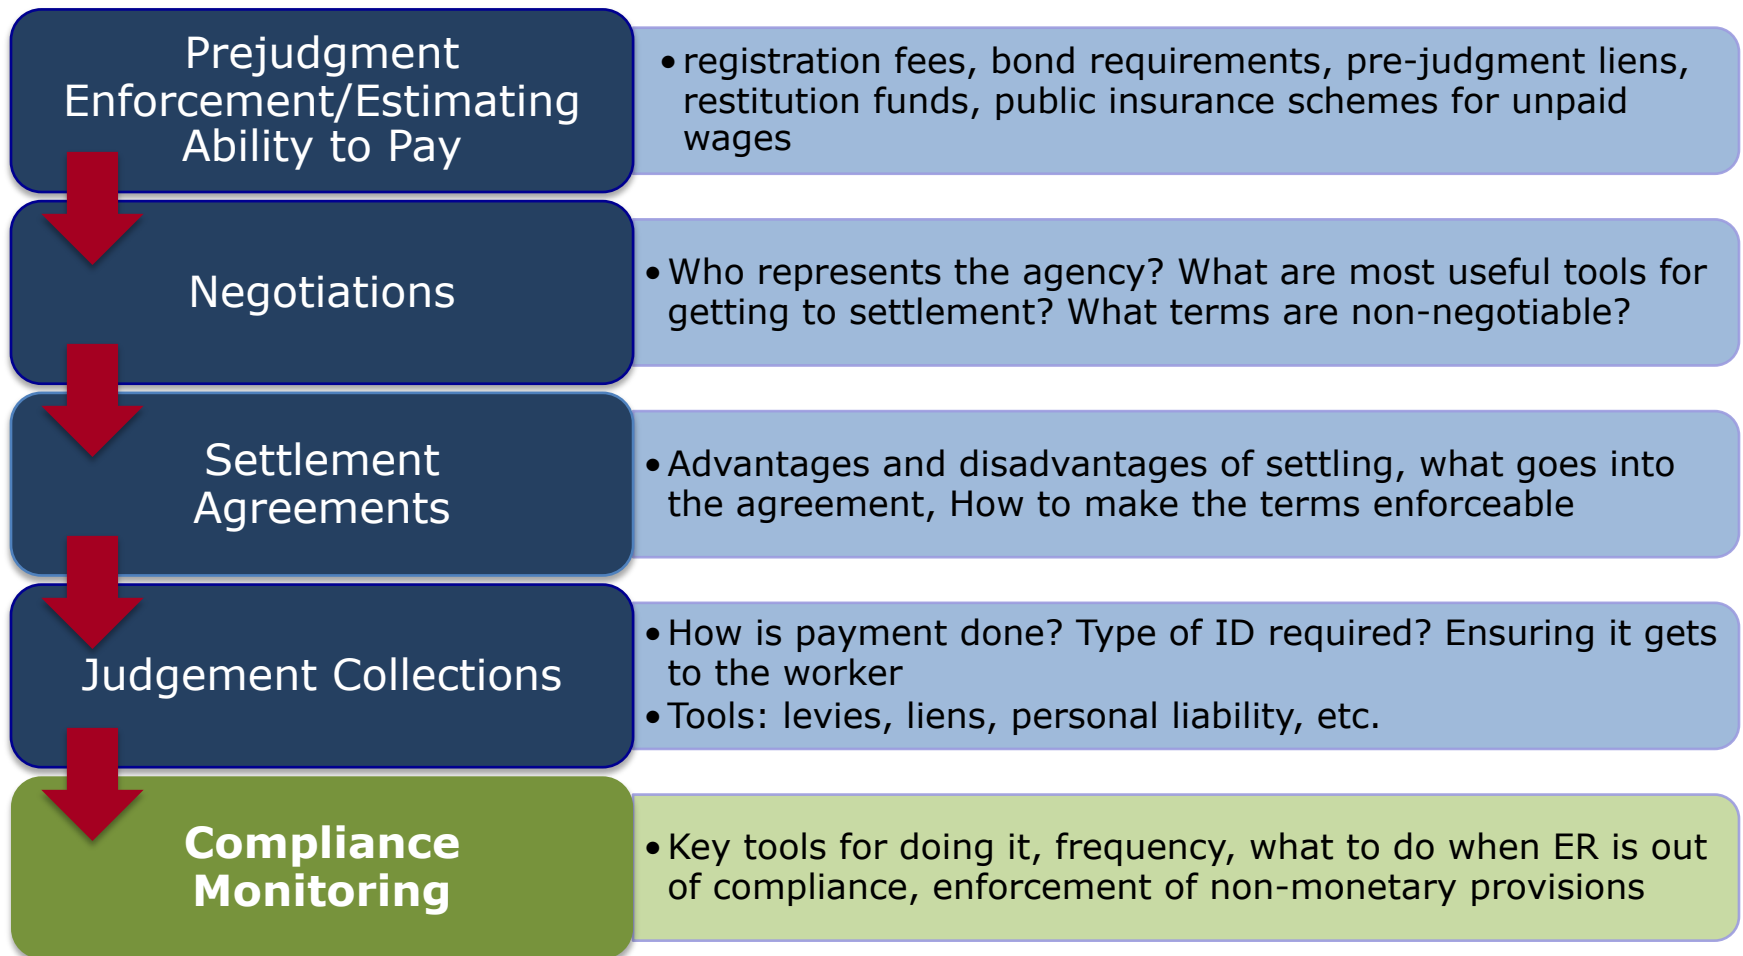 Prejudgment
Enforcement/Estimating
Ability to Pay
• registration fees, bond requirements, pre-judgment liens,
restitution funds, public insurance schemes for unpaid
wages
Negotiations
• Who represents the agency? What are most useful tools for
getting to settlement? What terms are non-negotiable?
Settlement
Agreements
• Advantages and disadvantages of settling, what goes into
the agreement, How to make the terms enforceable
Judgement Collections
• How is payment done? Type of ID required? Ensuring it gets
to the worker
• Tools: levies, liens, personal liability, etc.
Compliance
Monitoring
• Key tools for doing it, frequency, what to do when ER is out
of compliance, enforcement of non-monetary provisions